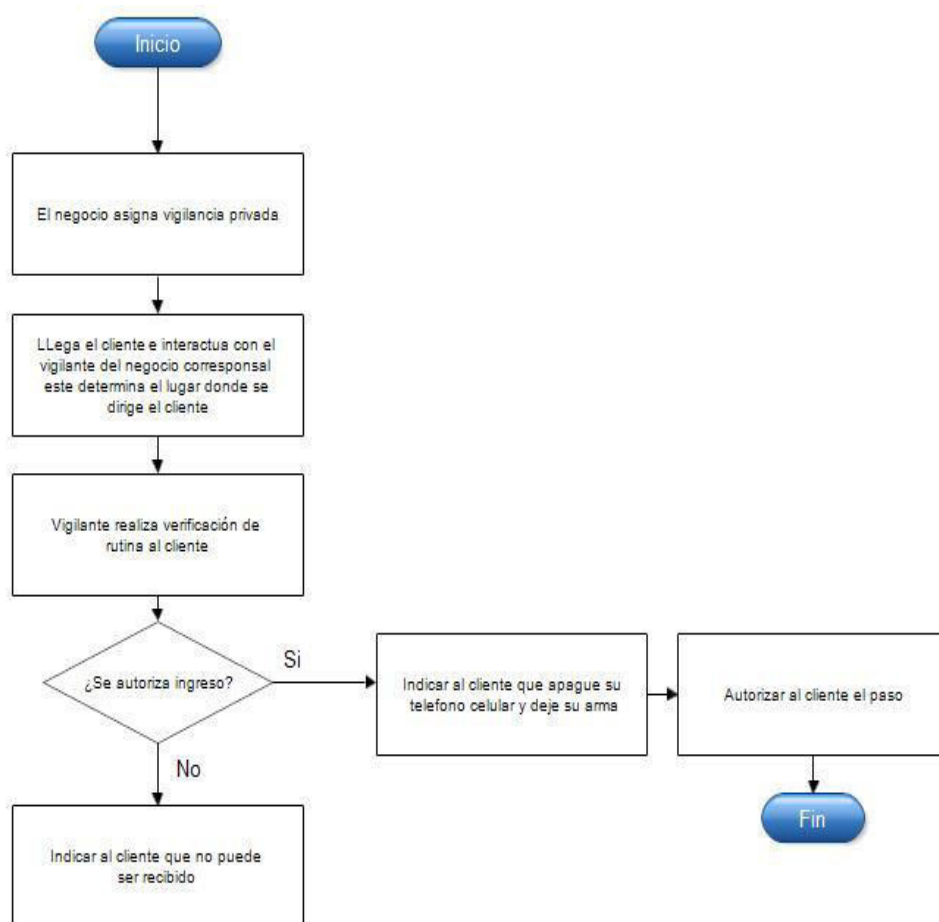 Inicio
El negocio asigna vigilancia privada
LLega el cliente e interactua con el
vigilante del negocio corresponsal
este determina el lugar donde se
dirige el cliente
Vigilante realiza verificación de
rutina al cliente
¿Se autoriza ingreso?
Si
Indicar al cliente que apague su
telefono celular y deje su arma
Autorizar al cliente el paso
Fin
No
Indicar al cliente que no puede
ser recibido